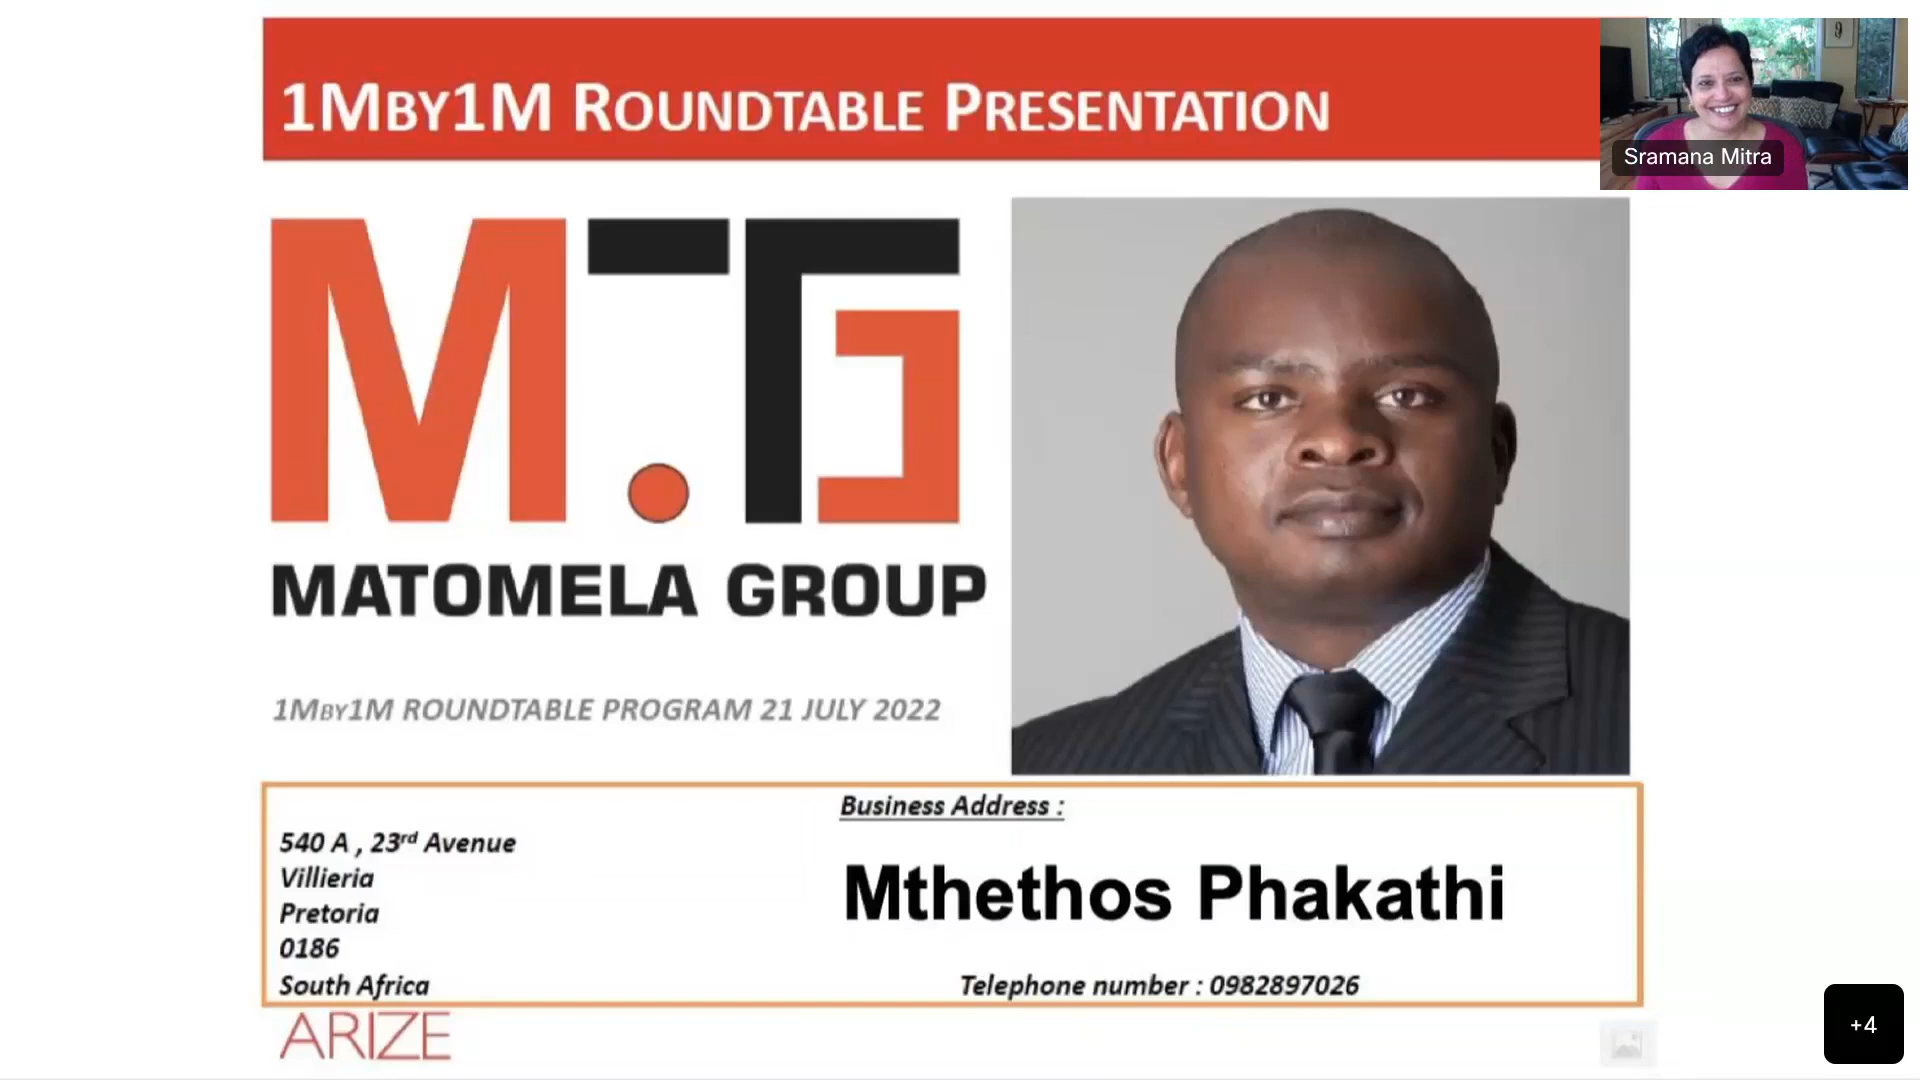 1MBY1M ROUNDTABLE PRESENTATION
Sramana Mitra
M.TG
MATOMELA GROUP
1MBY1M ROUNDTABLE PROGRAM 21 JULY 2022
Business Address :
540 A , 23rd Avenue
Villieria
Pretoria
0186
South Africa
Mthethos Phakathi
Telephone number : 0982897026
ARIZE
+4